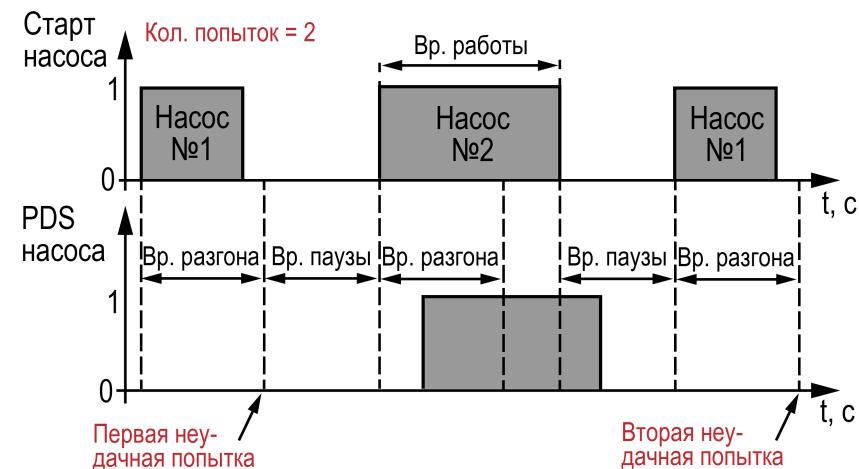 Старт
насоса
Кол. попыток = 2
Вр. работы
1
Насос
№1
Насос
№2
Насос
№1
0
t, с
PDS
насоса
Вр. разгона
Вр. паузы
Вр. разгона
Вр. паузы
Вр. разгона
1
0
t, с
Первая неу-
дачная попытка
Вторая неу-
дачная попытка